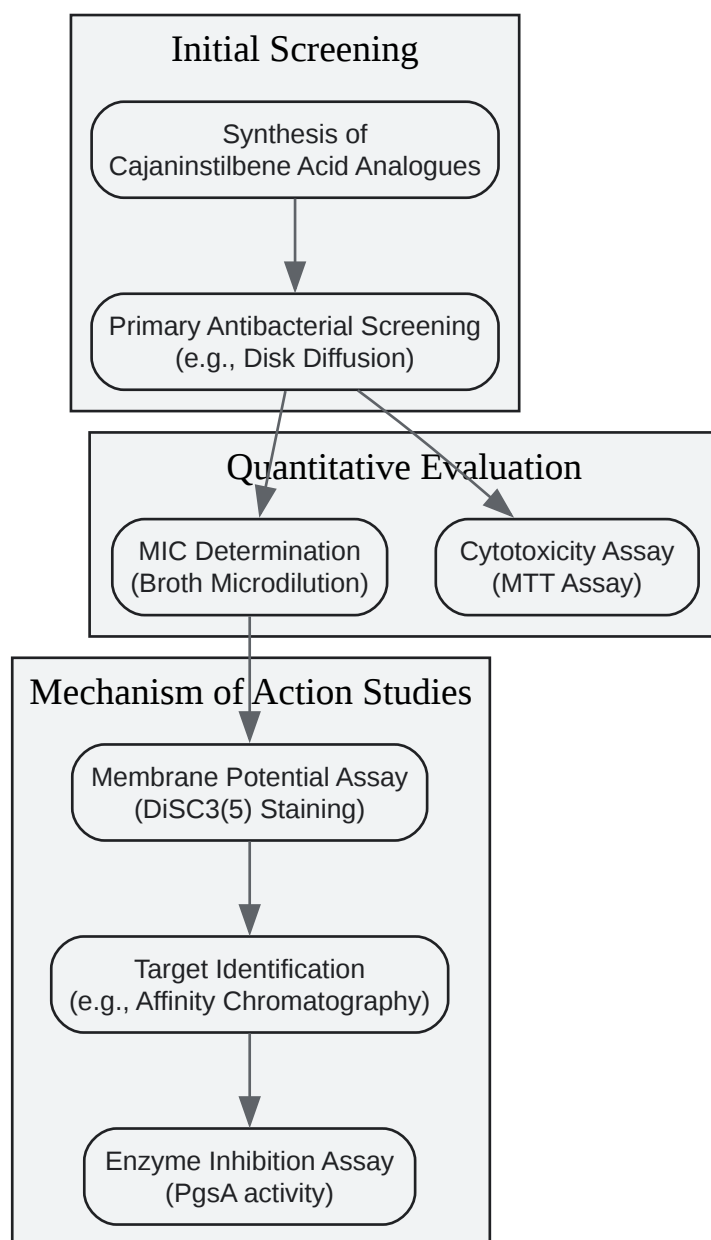 Initial Screening
Synthesis of
Cajaninstilbene Acid Analogues
Primary Antibacterial Screening
(e.g., Disk Diffusion)
Quantitative Evaluation
MIC Determination
(Broth Microdilution)
Cytotoxicity Assay
(MTT Assay)
Mechanism of Action Studies
Membrane Potential Assay
(DiSC3(5) Staining)
Target Identification
(e.g., Affinity Chromatography)
Enzyme Inhibition Assay
(PgsA activity)